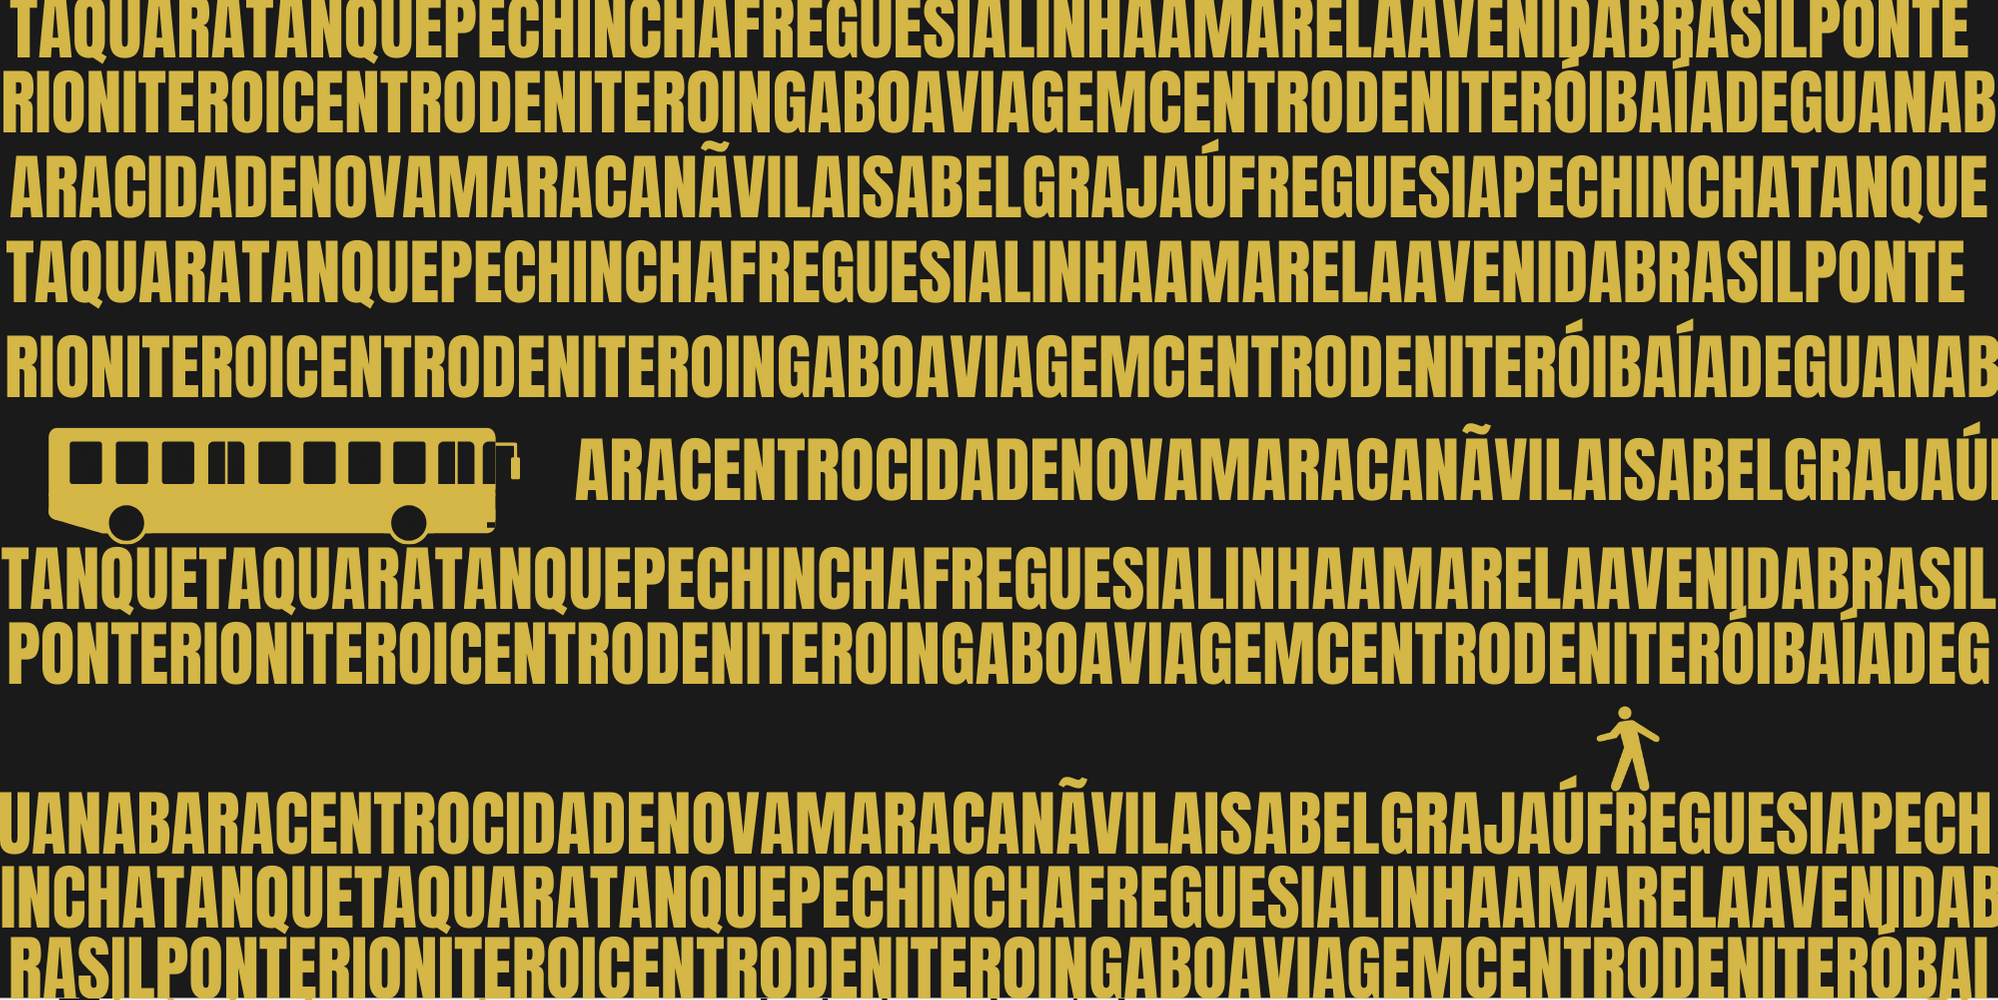 TAQUARATANQUEPECHINCHAFREGUESIALINHAAMARELAAVENIDABRASILPONTE
RIONITEROICENTRODENITEROINGABOAVIAGEMCENTRODENITERÓIBAÍADEGUANAB
ARACIDADENOVAMARACANÃVILAISABELGRAJAÚFREGUESIAPECHINCHATANQUE
TAQUARATANQUEPECHINCHAFREGUESIALINHAAMARELAAVENIDABRASILPONTE
RIONITEROICENTRODENITEROINGABOAVIAGEMCENTRODENITERÓIBAÍADEGUANAB
ARACENTROCIDADENOVAMARACANÃVILAISABELGRAJAÚ
TANQUETAQUARATANQUEPECHINCHAFREGUESIALINHAAMARELAAVENIDABRASIL
PONTERIONITEROICENTRODENITEROINGABOAVIAGEMCENTRODENITERÓIBAÍADEG
UANABARACENTROCIDADENOVAMARACANÃVILAISABELGRAJAÚFREGUESIAPECH
INCHATANQUETAQUARATANQUEPECHINCHAFREGUESIALINHAAMARELAAVENIDAB
RASILPONTERIONITEROICENTRODENITEROINGABOAVIAGEMCENTRODENITERÓBAI